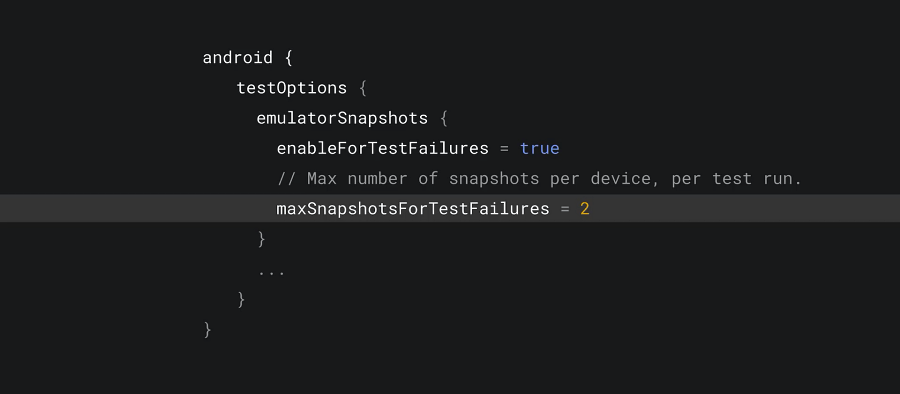 android {
testOptions {
emulatorSnapshots {
enableForTestFailures = true
// Max number of snapshots per device, per test run.
maxSnapshotsForTestFailures = 2
}
...
}
}